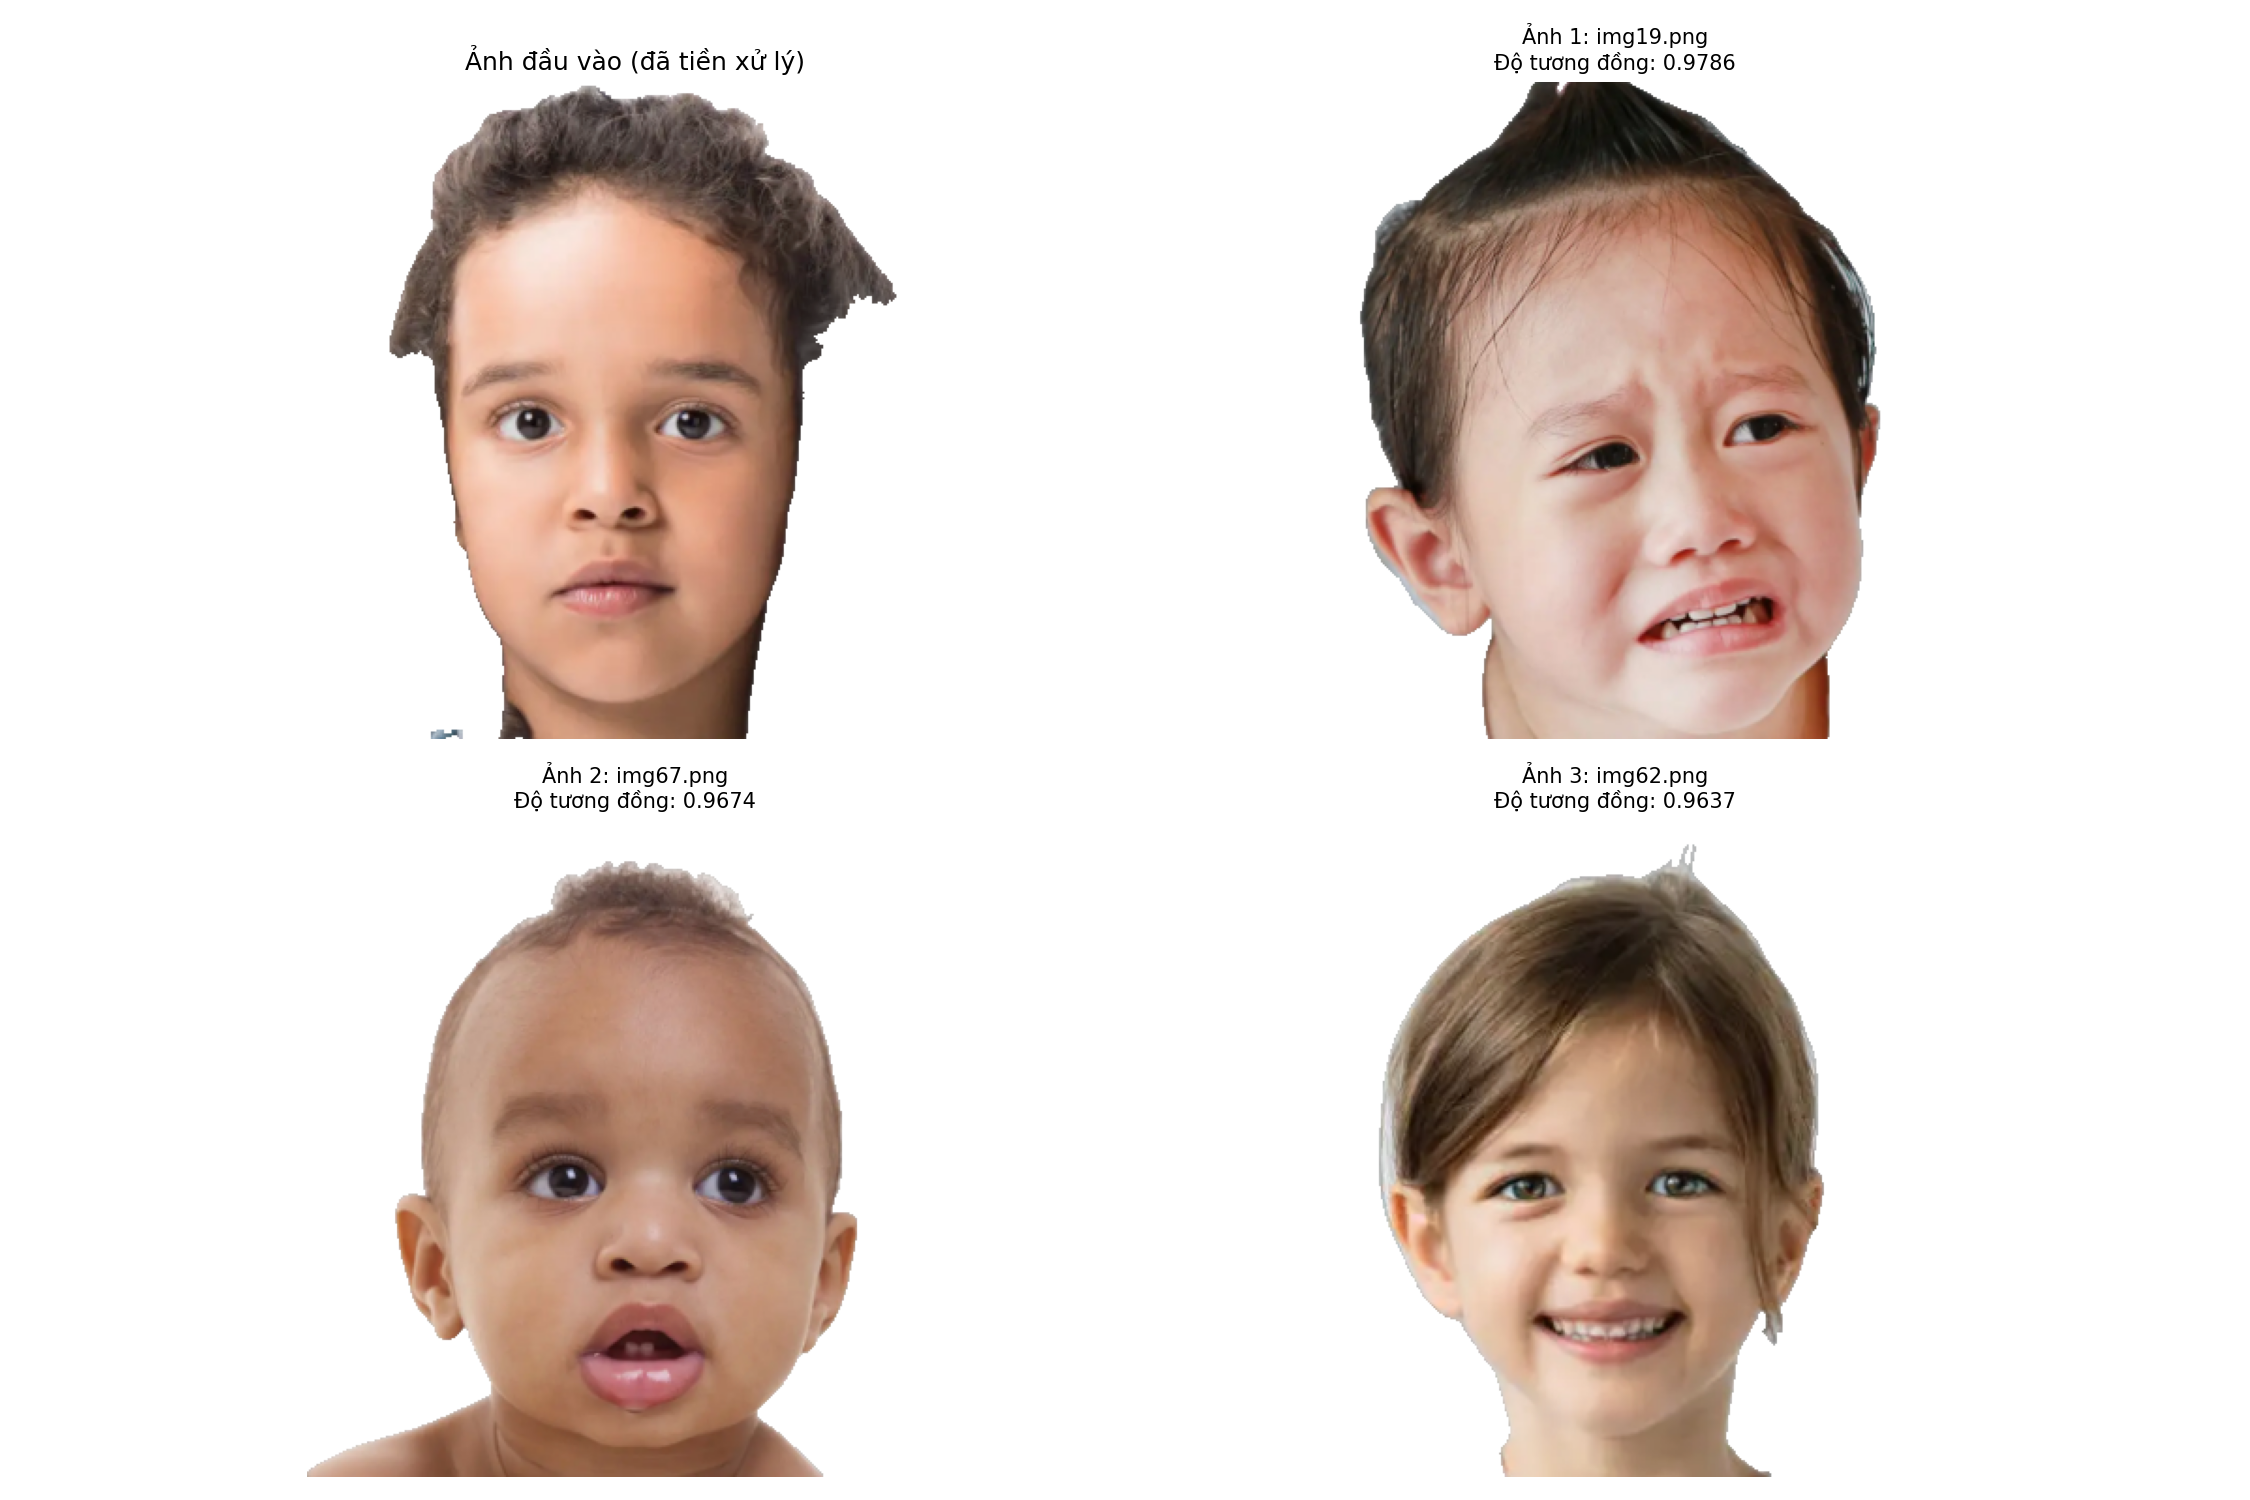 Ảnh đầu vào (đã tiền xử lý)
Ảnh 1: img19.png
Độ tương đồng: 0.9786
Ảnh 2: img67.png
Độ tương đồng: 0.9674
Ảnh 3: img62.png
Độ tương đồng: 0.9637